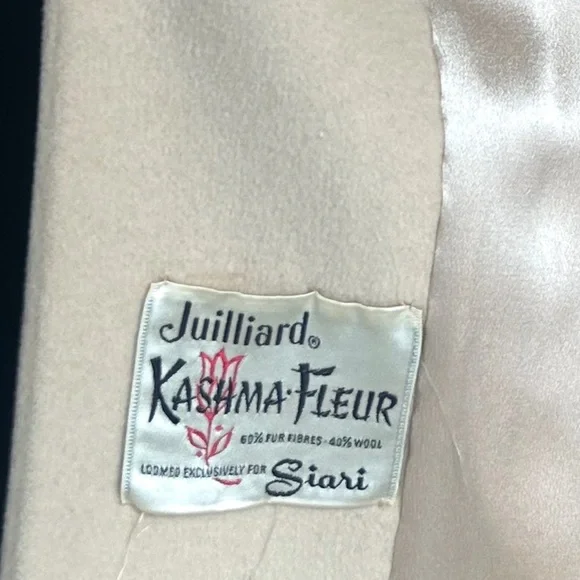 Juilliard®
KASHMA·FLEUR
60% FUR FIBRES - 40% WOOL
LOOMED EXCLUSIVELY FOR Siari